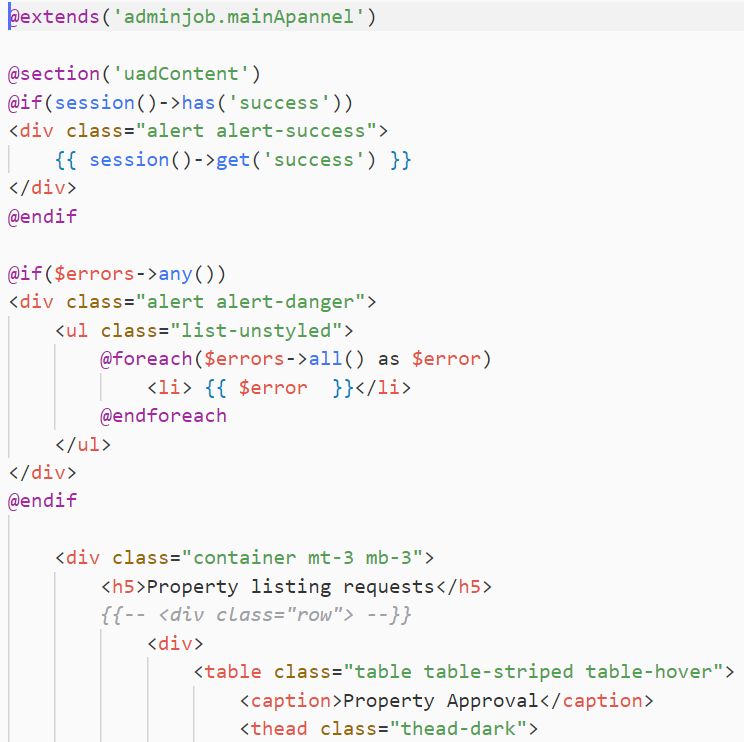 @extends('adminjob.mainApannel')
@section('uadContent')
@if(session()->has('success'))
<div class="alert alert-success">
{{ session()->get('success') }}
</div>
@endif
@if($errors->any())
<div class="alert alert-danger">
<ul class="list-unstyled">
@foreach($errors->all() as $error)
<li> {{ $error  }}</li>
@endforeach
</ul>
</div>
@endif
<div class="container mt-3 mb-3">
<h5>Property listing requests</h5>
{{-- <div class="row"> --}}
<div>
<table class="table table-striped table-hover">
<caption>Property Approval</caption>
<thead class="thead-dark">